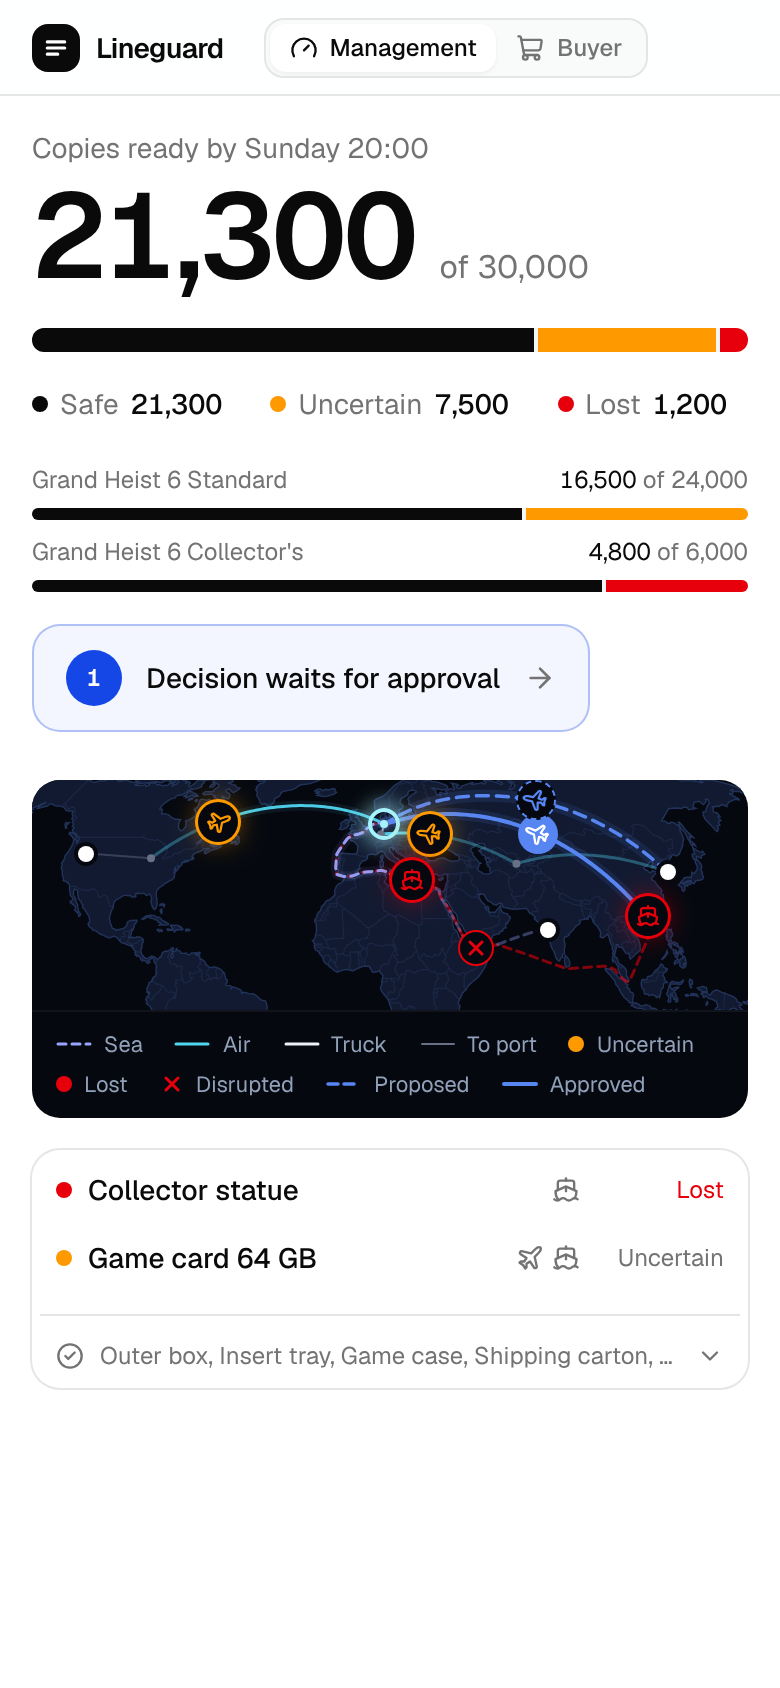 Lineguard
Management
Buyer
Copies ready by Sunday 20:00
21,300 of 30,000
Safe 21,300
Uncertain 7,500
Lost 1,200
Grand Heist 6 Standard
16,500 of 24,000
Grand Heist 6 Collector's
4,800 of 6,000
1 Decision waits for approval
Sea
Air
Truck
To port
Uncertain
Lost
Disrupted
Proposed
Approved
Collector statue
Lost
Game card 64 GB
Uncertain
Outer box, Insert tray, Game case, Shipping carton, ...